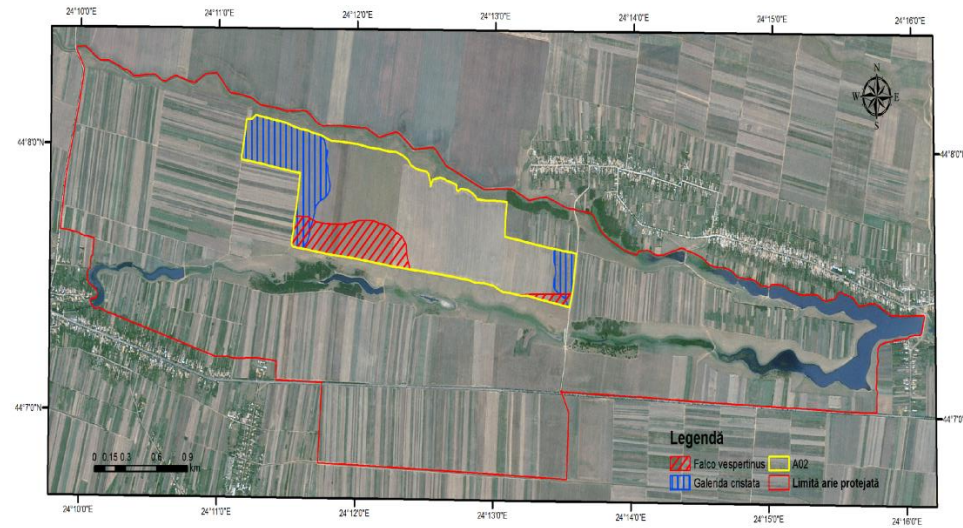 24°10'0"E 24°11'0"E 24°12'0"E 24°13'0"E 24°14'0"E 24°15'0"E 24°16'0"E
N
W E
S
44°8'0"N 44°8'0"N
44°7'0"N 44°7'0"N
Legendă
Falco vespertinus A02
Galerida cristata Limită arie protejată
0 0.15 0.3 0.6 0.9
km
24°10'0"E 24°11'0"E 24°12'0"E 24°13'0"E 24°14'0"E 24°15'0"E 24°16'0"E